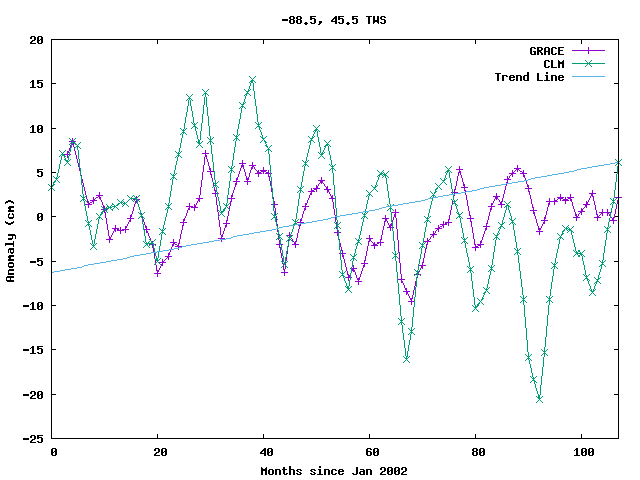 -88.5, 45.5 TWS
GRACE
CLM
Trend Line
20
15
10
5
0
-5
-10
-15
-20
-25
Anomaly (cm)
0 20 40 60 80 100
Months since Jan 2002